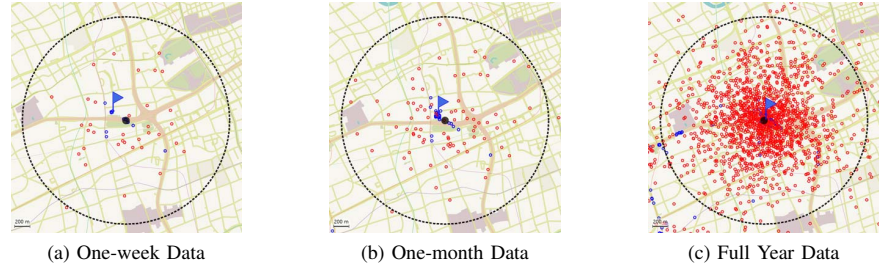 200 m
200 m
200 m
(a) One-week Data
(b) One-month Data
(c) Full Year Data